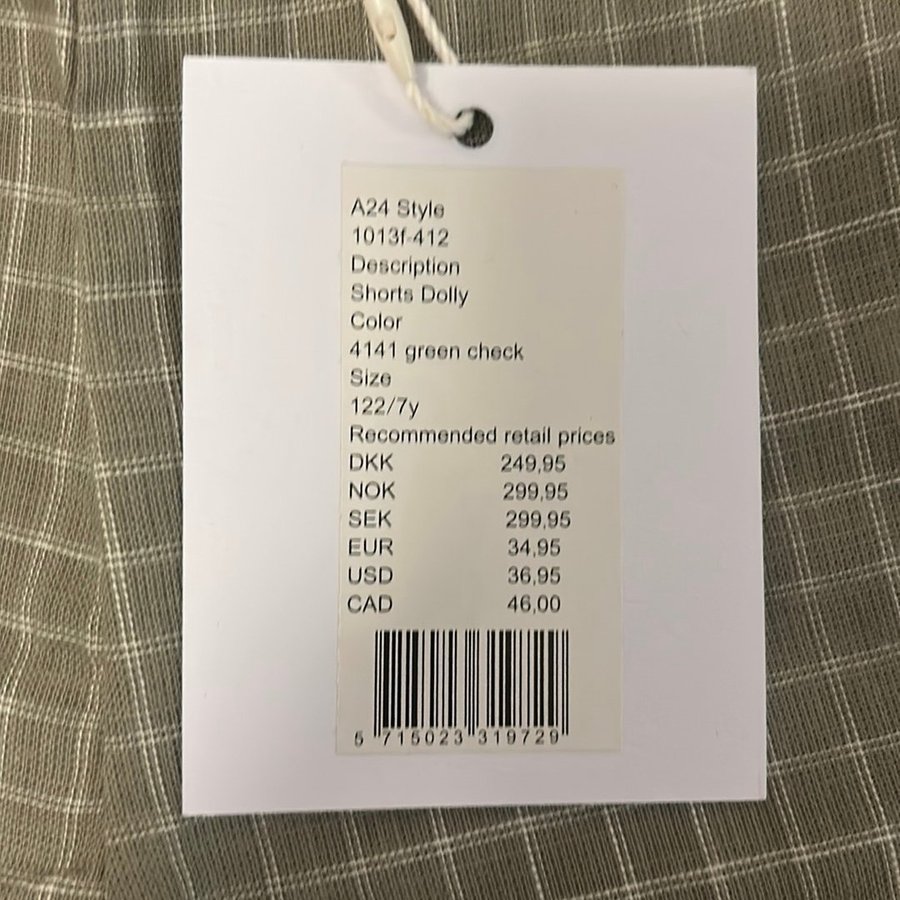 A24 Style
1013f-412
Description
Shorts Dolly
Color
4141 green check
Size
122/7y
Recommended retail prices
DKK 249,95
NOK 299,95
SEK 299,95
EUR 34,95
USD 36,95
CAD 46,00
5 715023 319729